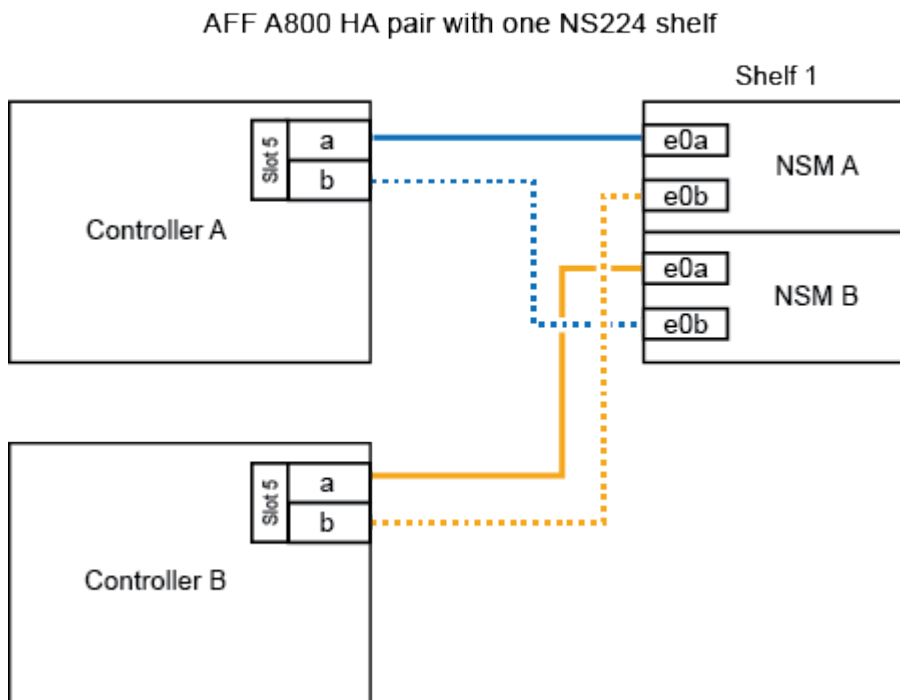 AFF A800 HA pair with one NS224 shelf
Shelf 1
Slot 5
a
b
Controller A
e0a
e0b
NSM A
e0a
e0b
NSM B
Slot 5
a
b
Controller B